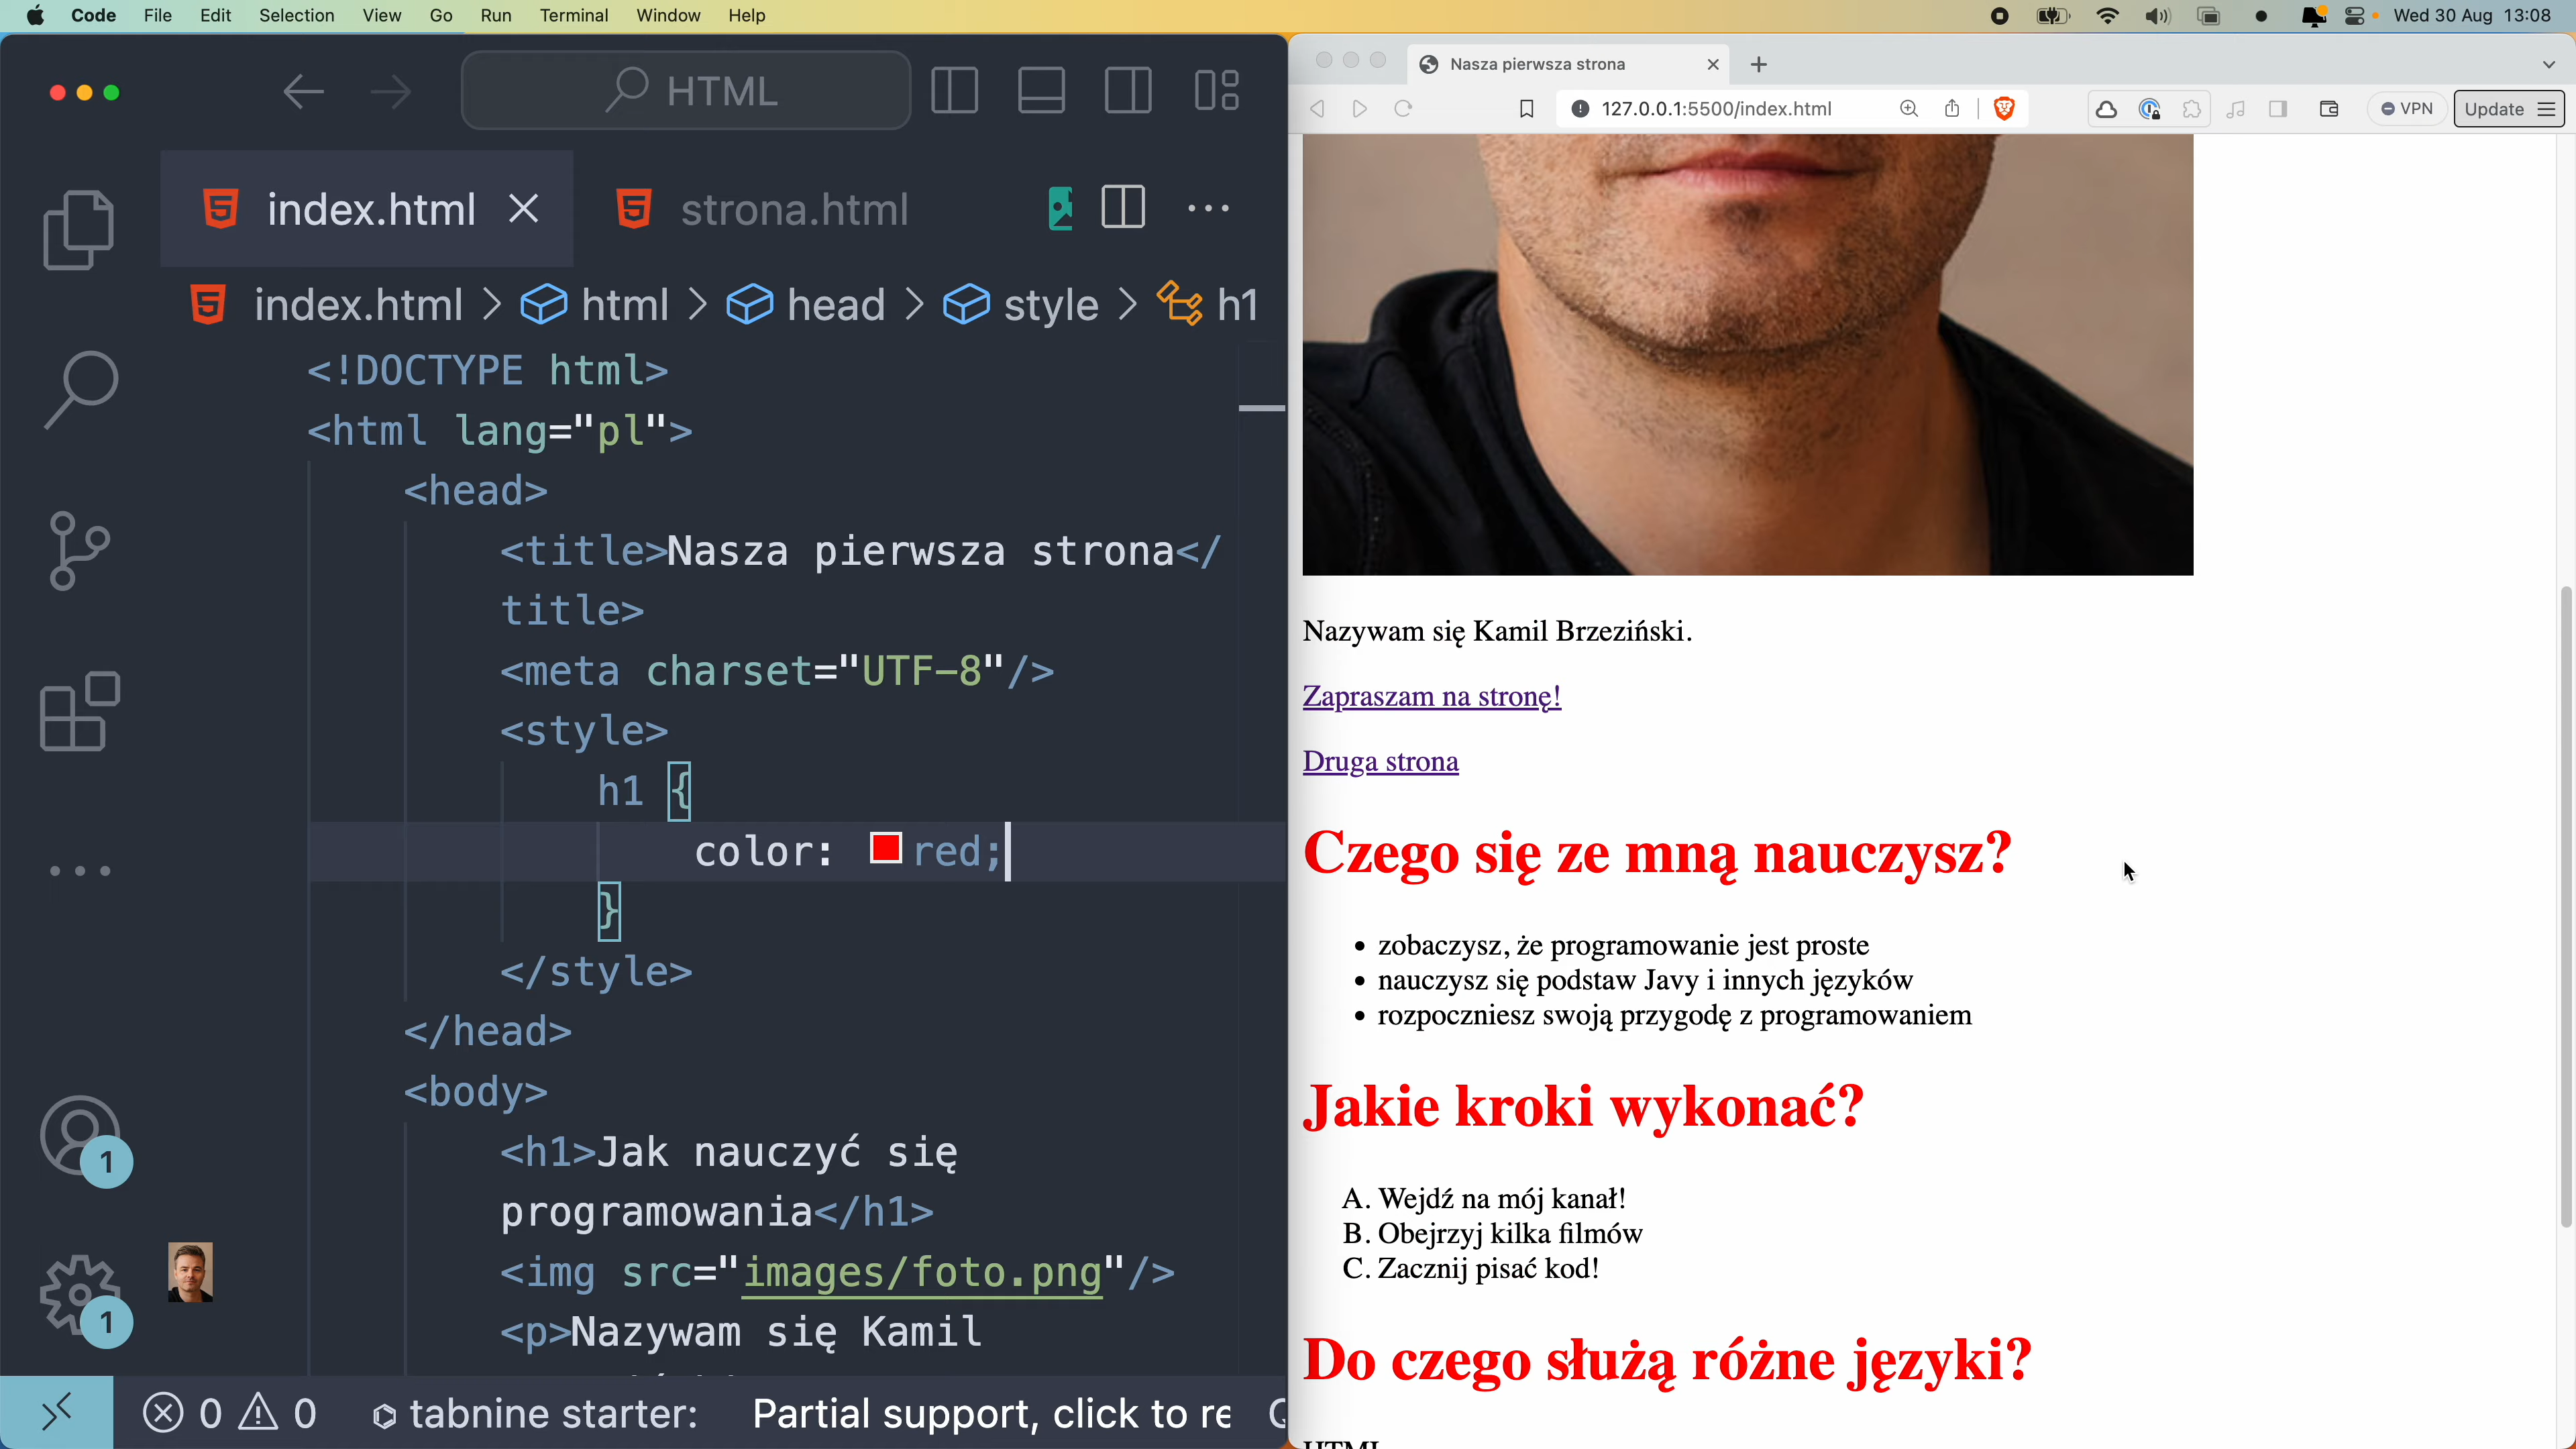 Code File Edit Selection View Go Run Terminal Window Help Wed 30 Aug 13:08
HTML
index.html strona.html
index.html > html > head > style > h1
<!DOCTYPE html>
<html lang="pl">
<head>
<title>Nasza pierwsza strona</
title>
<meta charset="UTF-8"/>
<style>
h1 {
color: red;
}
</style>
</head>
<body>
<h1>Jak nauczyć się
programowania</h1>
<img src="images/foto.png"/>
<p>Nazywam się Kamil
1
1
0 0 tabnine starter: Partial support, click to re
Nasza pierwsza strona
127.0.0.1:5500/index.html VPN Update
Nazywam się Kamil Brzeziński.
Zapraszam na stronę!
Druga strona
Czego się ze mną nauczysz?
• zobaczysz, że programowanie jest proste
• nauczysz się podstaw Javy i innych języków
• rozpoczniesz swoją przygodę z programowaniem
Jakie kroki wykonać?
A. Wejdź na mój kanał!
B. Obejrzyj kilka filmów
C. Zacznij pisać kod!
Do czego służą różne języki?
HTML